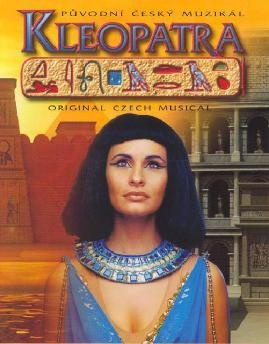 PŮVODNÍ ČESKÝ MUZIKÁL
KLEOPATRA
ORIGINAL CZECH MUSICAL